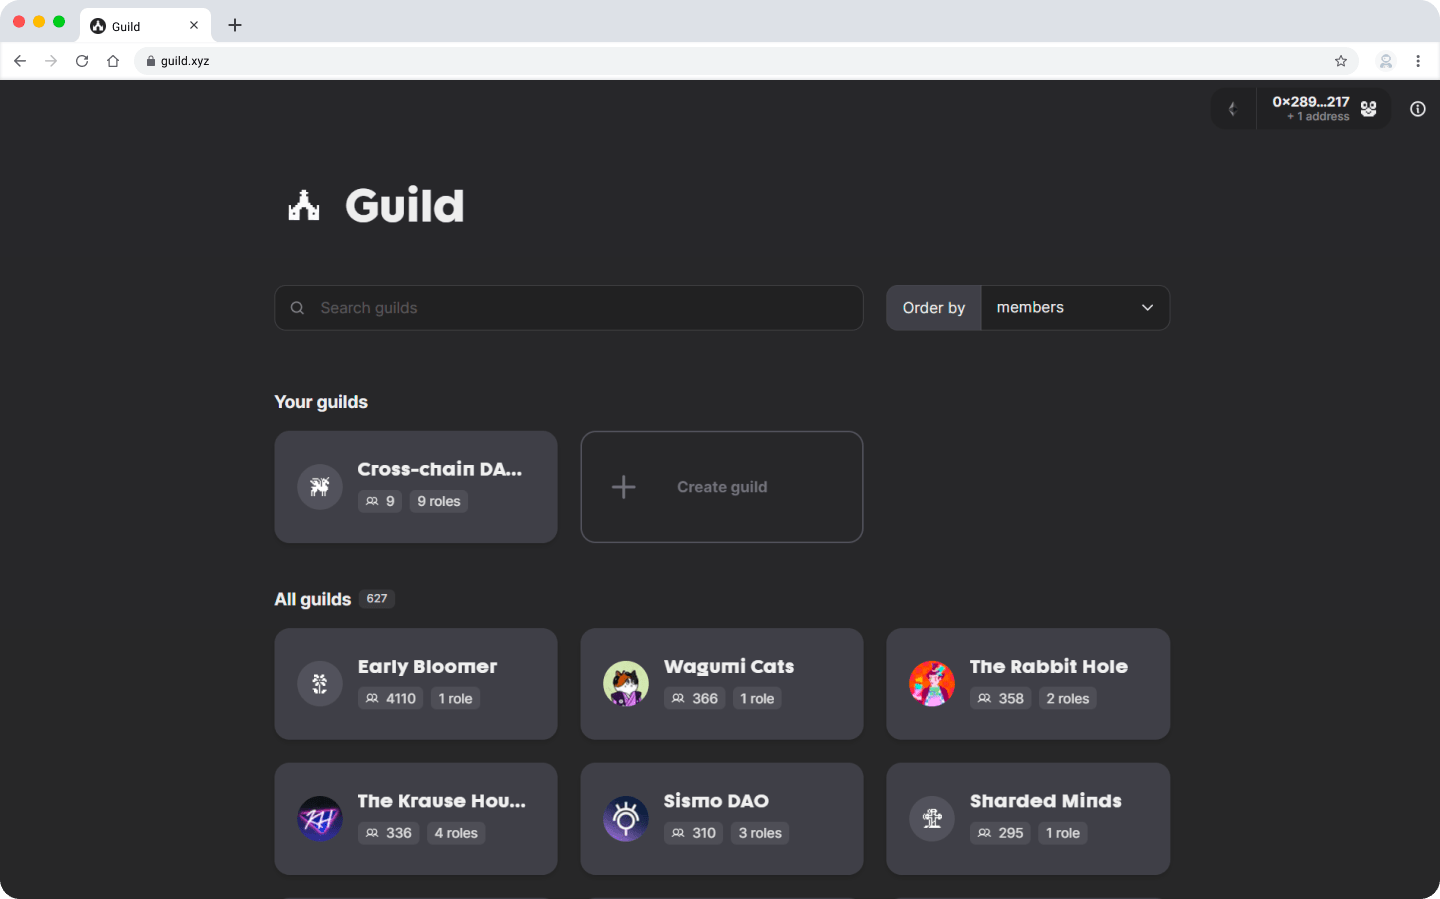 Guild
guild.xyz
0×289...217
+ 1 address
Guild
Search guilds
Order by
members
Your guilds
Cross-chain DA...
9
9 roles
Create guild
All guilds 627
Early Bloomer
4110
1 role
Wagumi Cats
366
1 role
The Rabbit Hole
358
2 roles
The Krause Hou...
336
4 roles
Sismo DAO
310
3 roles
Sharded Minds
295
1 role
KH